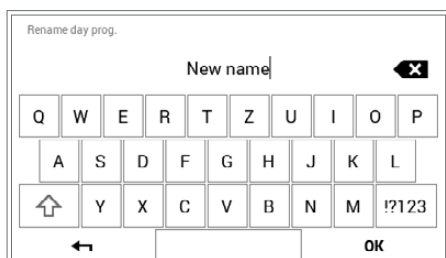 Rename day prog.
New name
Q W E R T Z U I O P
A S D F G H J K L
Y X C V B N M !?123
OK